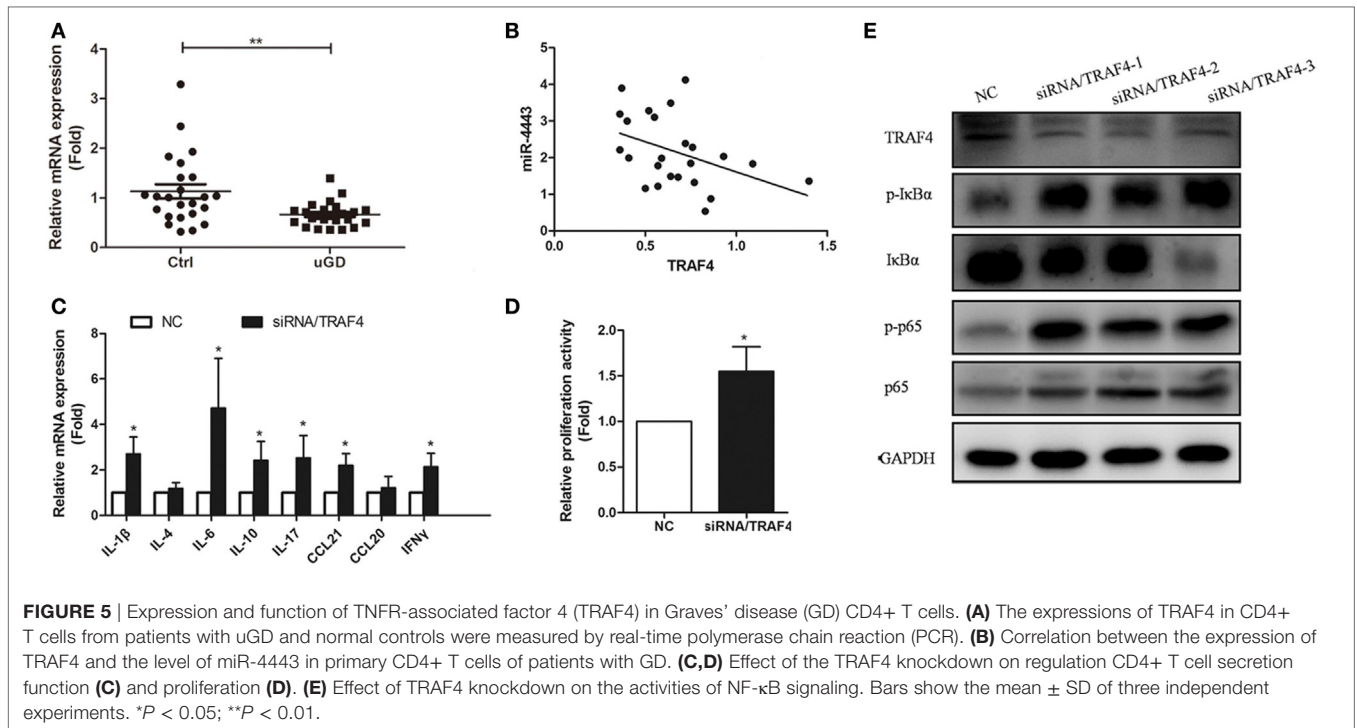 A
**
Relative mRNA expression
(Fold)
4
3
2
1
0
Ctrl
uGD
B
miR-4443
5
4
3
2
1
0
0.0
0.5
1.0
1.5
TRAF4
C
NC
siRNA/TRAF4
Relative mRNA expression
(Fold)
8
6
4
2
0
*
*
*
*
*
*
IL-1β
IL-4
IL-6
IL-10
IL-17
CCL21
CCL20
IFNγ
D
Relative proliferation activity
(Fold)
2.0
1.5
1.0
0.5
0.0
*
NC
siRNA/TRAF4
E
NC
siRNA/TRAF4-1
siRNA/TRAF4-2
siRNA/TRAF4-3
TRAF4
p-IκBα
IκBα
p-p65
p65
GAPDH
FIGURE 5 | Expression and function of TNFR-associated factor 4 (TRAF4) in Graves’ disease (GD) CD4+ T cells. (A) The expressions of TRAF4 in CD4+
T cells from patients with uGD and normal controls were measured by real-time polymerase chain reaction (PCR). (B) Correlation between the expression of
TRAF4 and the level of miR-4443 in primary CD4+ T cells of patients with GD. (C,D) Effect of the TRAF4 knockdown on regulation CD4+ T cell secretion
function (C) and proliferation (D). (E) Effect of TRAF4 knockdown on the activities of NF-κB signaling. Bars show the mean ± SD of three independent
experiments. *P < 0.05; **P < 0.01.